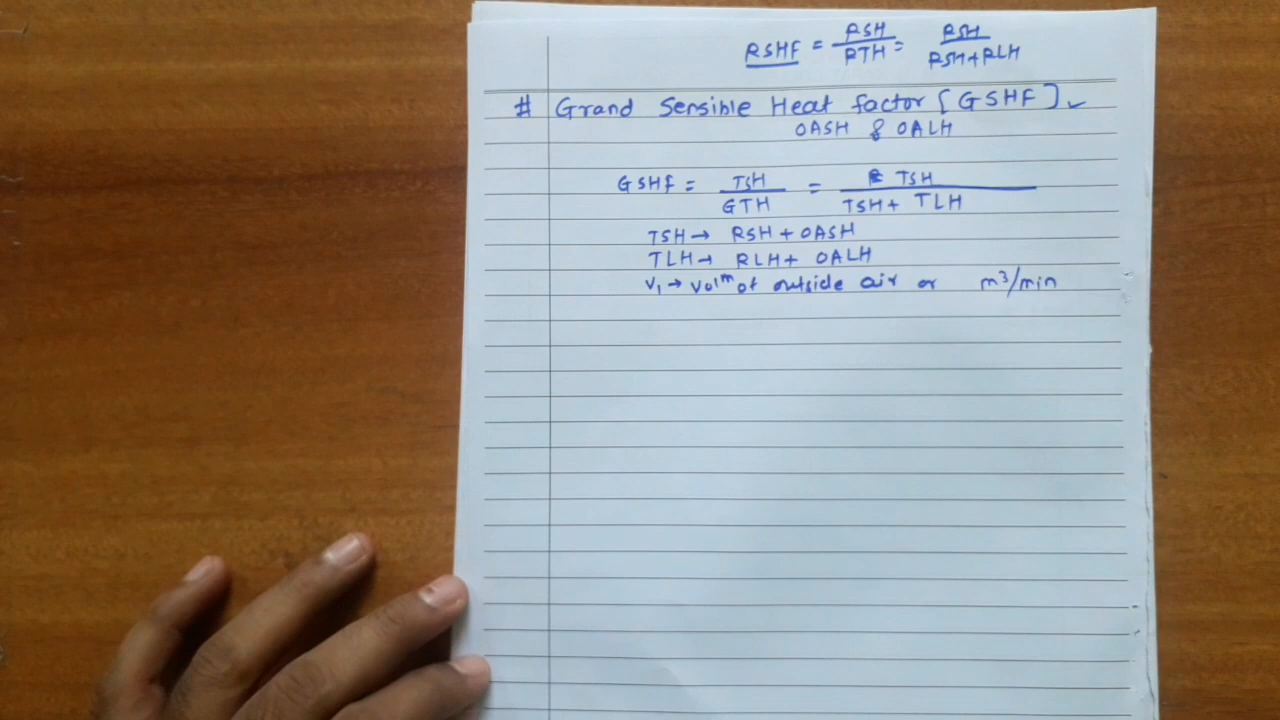 RSHF = RSH / RTH = RSH / RSH+RLH
# Grand Sensible Heat factor [GSHF] ✓
OASH & OALH
GSHF = TSH / GTH = TSH / TSH + TLH
TSH → RSH + OASH
TLH → RLH + OALH
V₁ → Volᵐ of outside air or m³/min